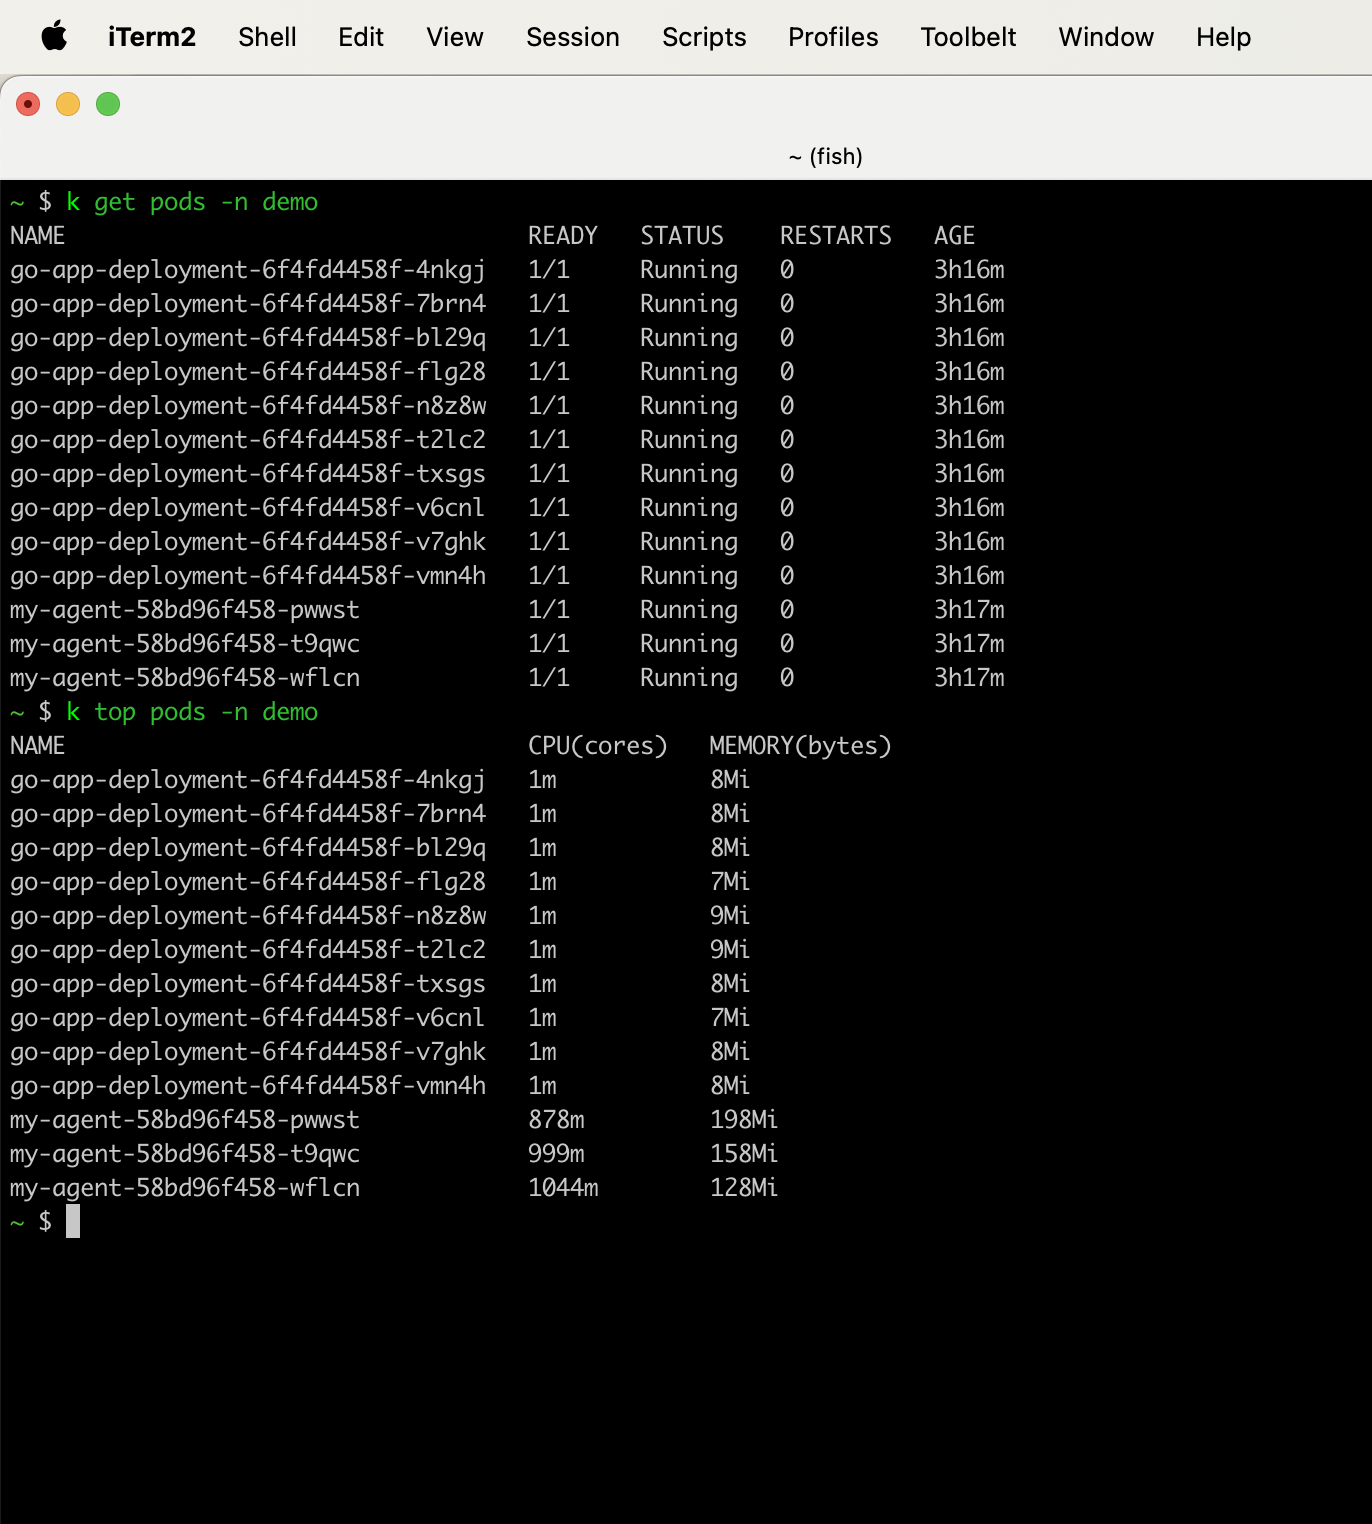 iTerm2 Shell Edit View Session Scripts Profiles Toolbelt Window Help
~ (fish)
~ $ k get pods -n demo
NAME READY STATUS RESTARTS AGE
go-app-deployment-6f4fd4458f-4nkgj 1/1 Running 0 3h16m
go-app-deployment-6f4fd4458f-7brn4 1/1 Running 0 3h16m
go-app-deployment-6f4fd4458f-bl29q 1/1 Running 0 3h16m
go-app-deployment-6f4fd4458f-flg28 1/1 Running 0 3h16m
go-app-deployment-6f4fd4458f-n8z8w 1/1 Running 0 3h16m
go-app-deployment-6f4fd4458f-t2lc2 1/1 Running 0 3h16m
go-app-deployment-6f4fd4458f-txsgs 1/1 Running 0 3h16m
go-app-deployment-6f4fd4458f-v6cnl 1/1 Running 0 3h16m
go-app-deployment-6f4fd4458f-v7ghk 1/1 Running 0 3h16m
go-app-deployment-6f4fd4458f-vmn4h 1/1 Running 0 3h16m
my-agent-58bd96f458-pwwst 1/1 Running 0 3h17m
my-agent-58bd96f458-t9qwc 1/1 Running 0 3h17m
my-agent-58bd96f458-wflcn 1/1 Running 0 3h17m
~ $ k top pods -n demo
NAME CPU(cores) MEMORY(bytes)
go-app-deployment-6f4fd4458f-4nkgj 1m 8Mi
go-app-deployment-6f4fd4458f-7brn4 1m 8Mi
go-app-deployment-6f4fd4458f-bl29q 1m 8Mi
go-app-deployment-6f4fd4458f-flg28 1m 7Mi
go-app-deployment-6f4fd4458f-n8z8w 1m 9Mi
go-app-deployment-6f4fd4458f-t2lc2 1m 9Mi
go-app-deployment-6f4fd4458f-txsgs 1m 8Mi
go-app-deployment-6f4fd4458f-v6cnl 1m 7Mi
go-app-deployment-6f4fd4458f-v7ghk 1m 8Mi
go-app-deployment-6f4fd4458f-vmn4h 1m 8Mi
my-agent-58bd96f458-pwwst 878m 198Mi
my-agent-58bd96f458-t9qwc 999m 158Mi
my-agent-58bd96f458-wflcn 1044m 128Mi
~ $